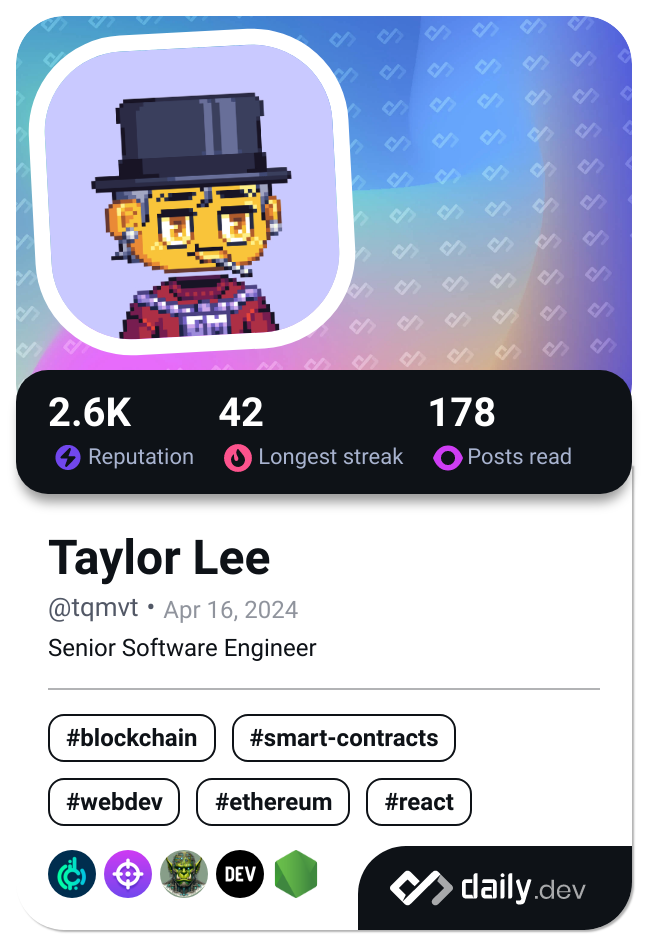 GM
2.6K 42 178
Reputation Longest streak Posts read
Taylor Lee
@tqmvt • Apr 16, 2024
Senior Software Engineer
#blockchain #smart-contracts
#webdev #ethereum #react
DEV
daily.dev